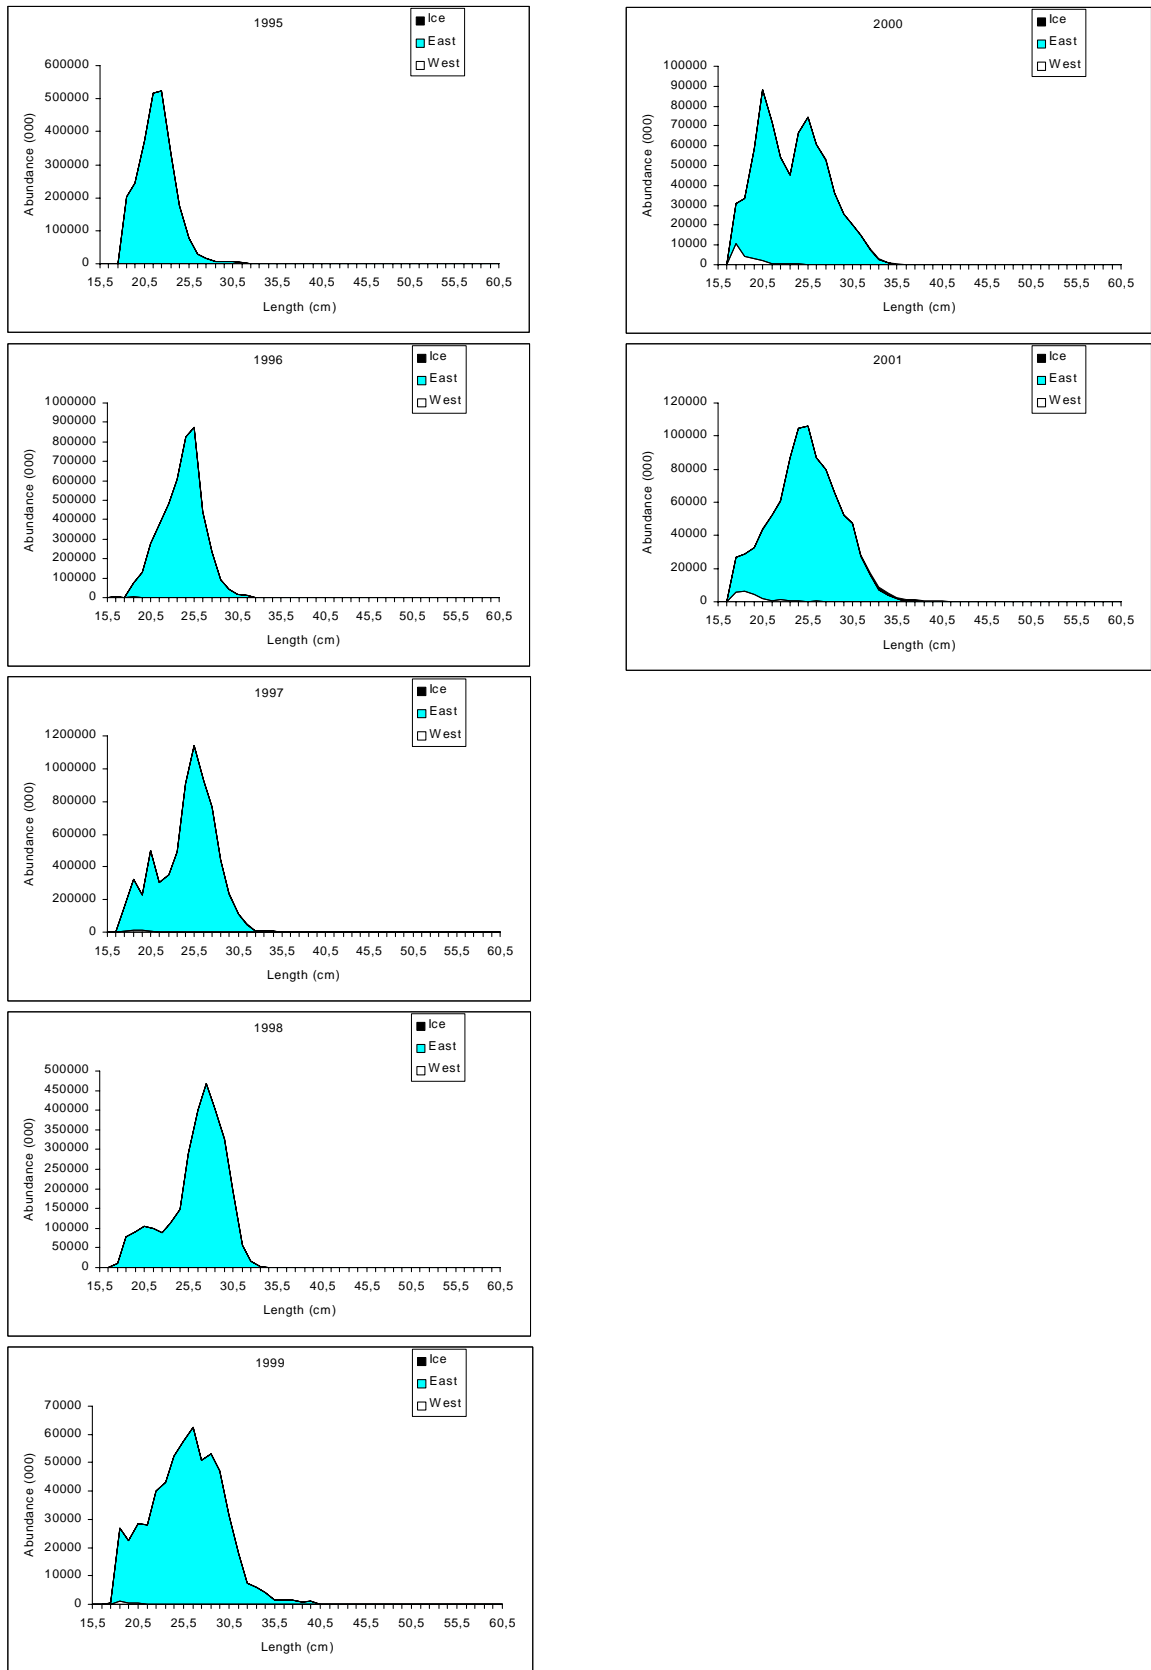 1995
Ice
East
West
600000
500000
400000
300000
200000
100000
0
Abundance (000)
15,5 20,5 25,5 30,5 35,5 40,5 45,5 50,5 55,5 60,5
Length (cm)
1996
Ice
East
West
1000000
900000
800000
700000
600000
500000
400000
300000
200000
100000
0
Abundance (000)
15,5 20,5 25,5 30,5 35,5 40,5 45,5 50,5 55,5 60,5
Length (cm)
1997
Ice
East
West
1200000
1000000
800000
600000
400000
200000
0
Abundance (000)
15,5 20,5 25,5 30,5 35,5 40,5 45,5 50,5 55,5 60,5
Length (cm)
1998
Ice
East
West
500000
450000
400000
350000
300000
250000
200000
150000
100000
50000
0
Abundance (000)
15,5 20,5 25,5 30,5 35,5 40,5 45,5 50,5 55,5 60,5
Length (cm)
1999
Ice
East
West
70000
60000
50000
40000
30000
20000
10000
0
Abundance (000)
15,5 20,5 25,5 30,5 35,5 40,5 45,5 50,5 55,5 60,5
Length (cm)
2000
Ice
East
West
100000
90000
80000
70000
60000
50000
40000
30000
20000
10000
0
Abundance (000)
15,5 20,5 25,5 30,5 35,5 40,5 45,5 50,5 55,5 60,5
Length (cm)
2001
Ice
East
West
120000
100000
80000
60000
40000
20000
0
Abundance (000)
15,5 20,5 25,5 30,5 35,5 40,5 45,5 50,5 55,5 60,5
Length (cm)